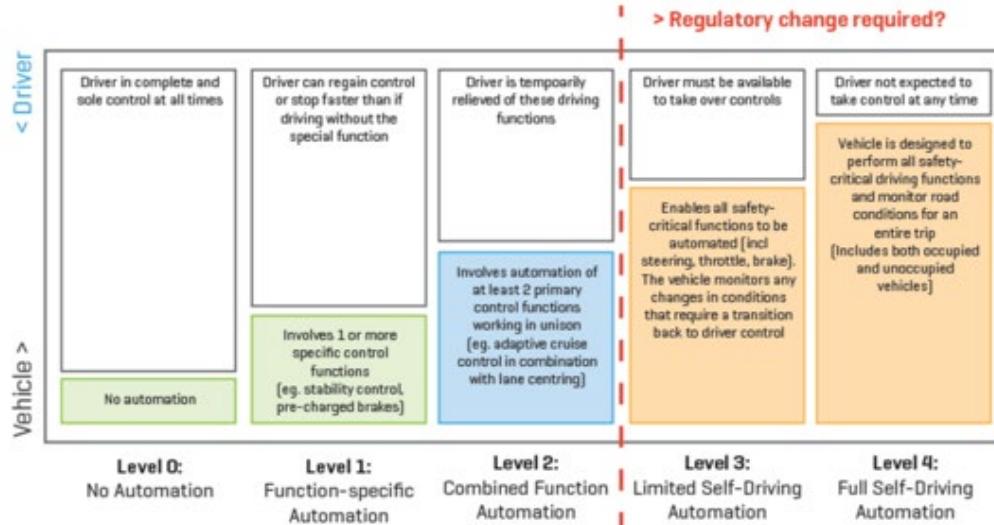 > Regulatory change required?
< Driver
Vehicle >
Driver in complete and
sole control at all times
No automation
Level 0:
No Automation
Driver can regain control
or stop faster than if
driving without the
special function
Involves 1 or more
specific control
functions
(eg. stability control,
pre-charged brakes)
Level 1:
Function-specific
Automation
Driver is tempoarily
relieved of these driving
functions
Involves automation of
at least 2 primary
control functions
working in unison
(eg. adaptive cruise
control in combination
with lane centring)
Level 2:
Combined Function
Automation
Driver must be available
to take over controls
Enables all safety-
critical functions to be
automated (incl
steering, throttle, brake).
The vehicle monitors any
changes in conditions
that require a transition
back to driver control
Level 3:
Limited Self-Driving
Automation
Driver not expected to
take control at any time
Vehicle is designed to
perform all safety-
critical driving functions
and monitor road
conditions for an
entire trip
(Includes both occupied
and unoccupied
vehicles)
Level 4:
Full Self-Driving
Automation